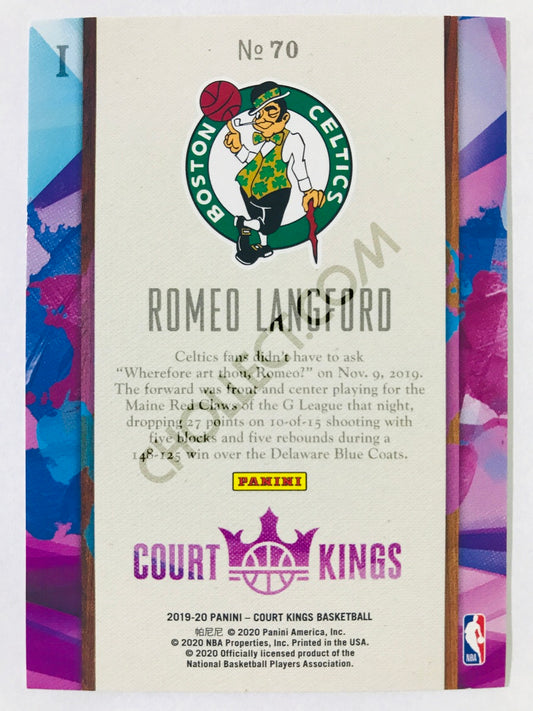 I
No 70
BOSTON CELTICS
ROMEO LANGFORD
Celtics fans didn't have to ask
"Wherefore art thou, Romeo?" on Nov. 9, 2019.
The forward was front and center playing for the
Maine Red Claws of the G League that night,
dropping 27 points on 10-of-15 shooting with
five blocks and five rebounds during a
148-125 win over the Delaware Blue Coats.
PANINI
COURT KINGS
2019-20 PANINI – COURT KINGS BASKETBALL
帕尼尼 © 2020 Panini America, Inc.
© 2020 NBA Properties, Inc. Printed in the USA.
© 2020 Officially licensed product of the
National Basketball Players Association.
NBA